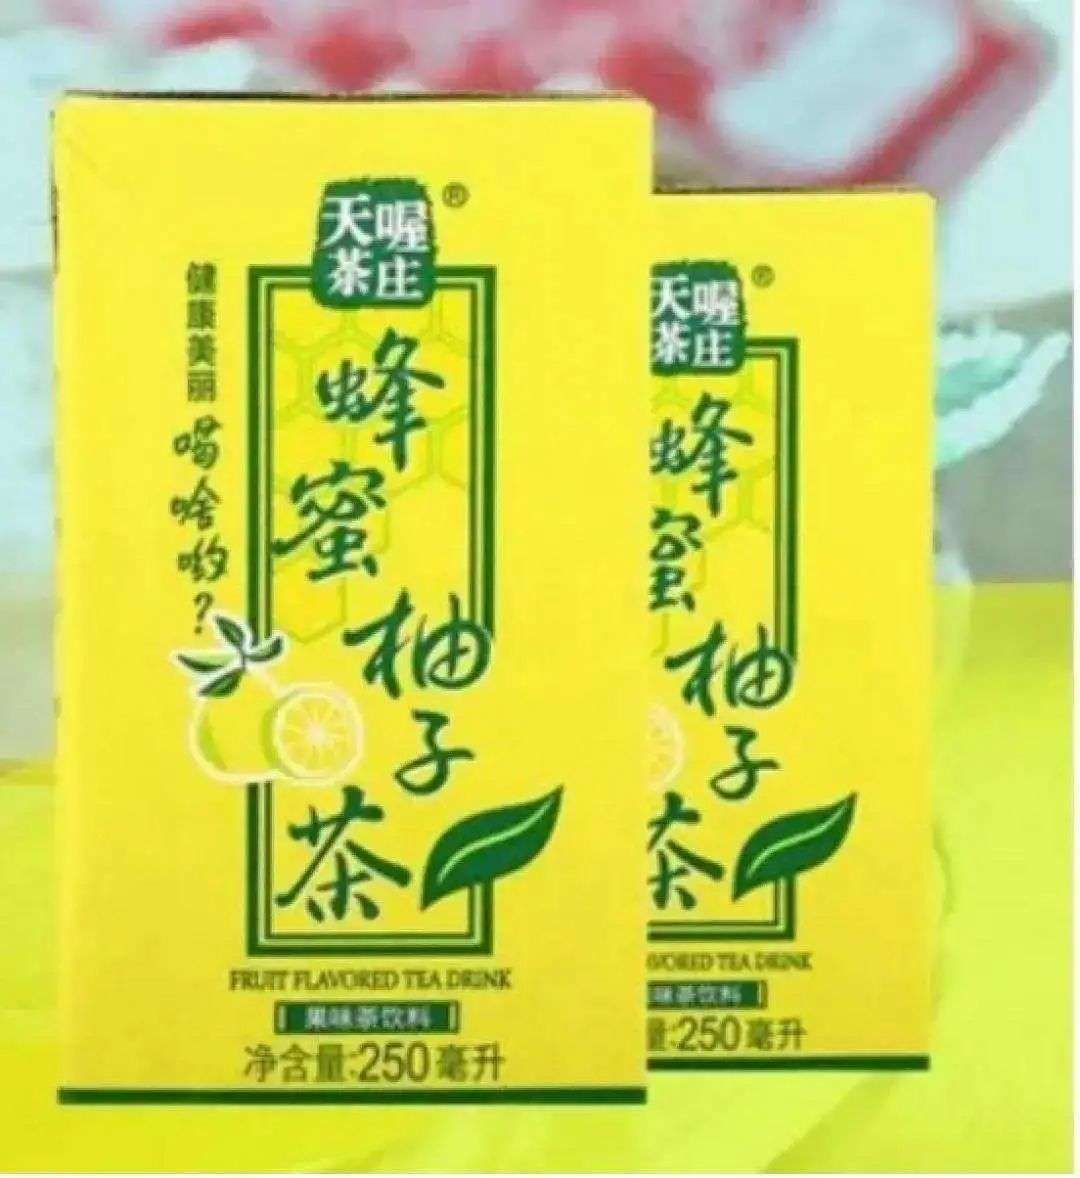 天喔
茶庄
®
健康美丽
喝啥哟?
蜂蜜柚子茶
FRUIT FLAVORED TEA DRINK
果味茶饮料
净含量:250毫升
天喔
茶庄
®
蜂蜜柚子茶
VORED TEA DRINK
味茶饮料
量:250毫升